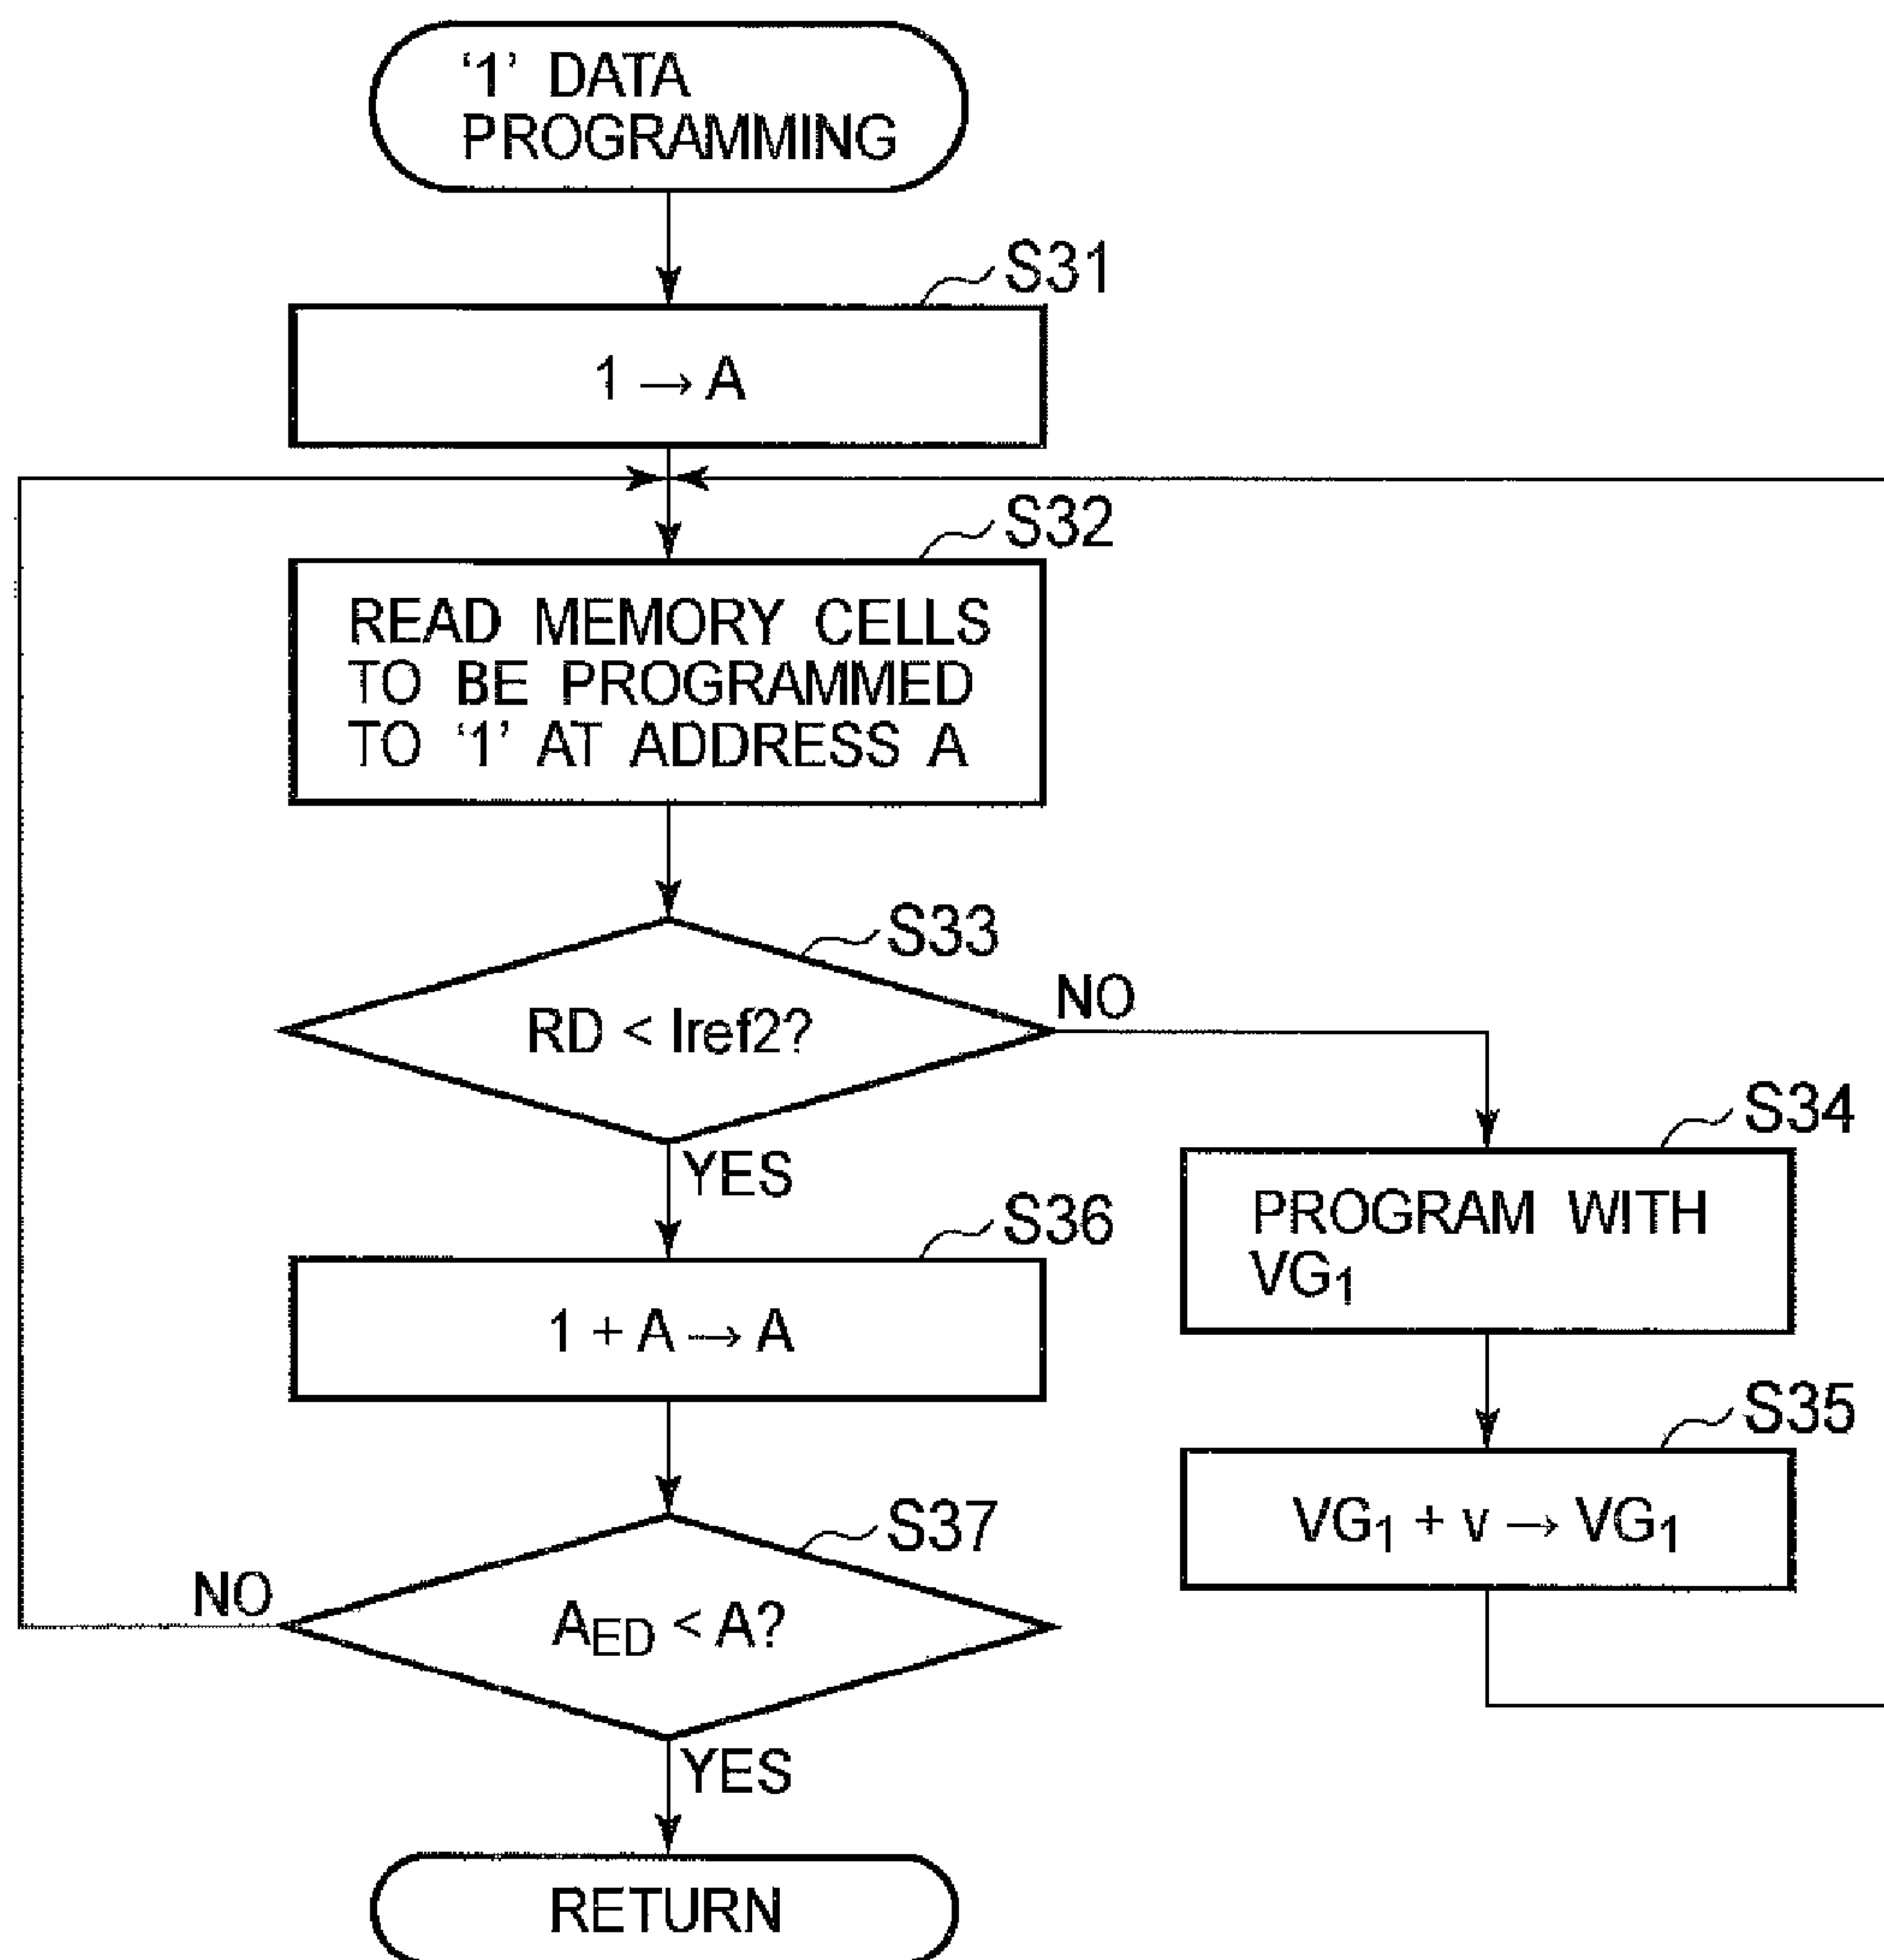 ‘1’ DATA
PROGRAMMING
S31
1 → A
S32
READ MEMORY CELLS
TO BE PROGRAMMED
TO ‘1’ AT ADDRESS A
S33
RD < Iref2?
NO
YES
S34
PROGRAM WITH
VG₁
S36
1 + A → A
S35
VG₁ + v → VG₁
S37
A_ED < A?
NO
YES
RETURN